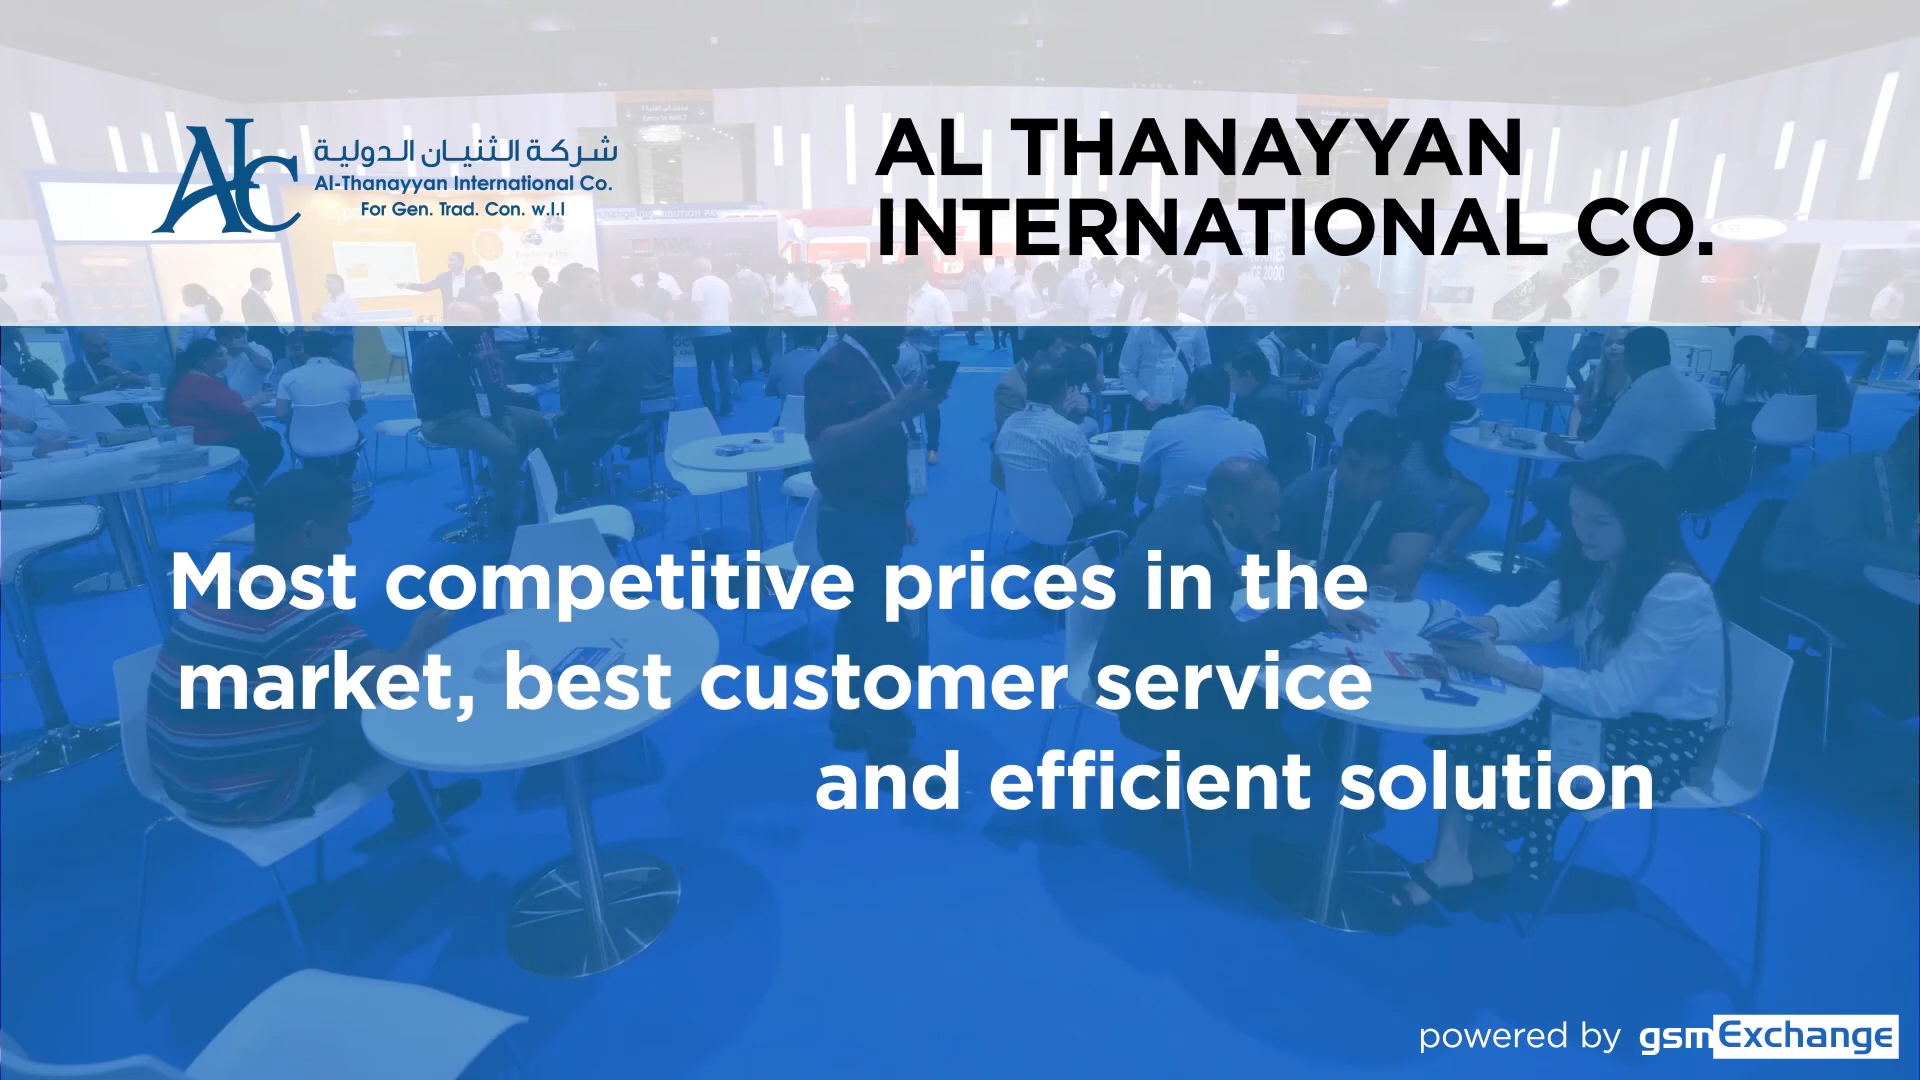 شركة الثنيان الدولية
Al-Thanayyan International Co.
For Gen. Trad. Con. w.l.l
AIC
AL THANAYYAN
INTERNATIONAL CO.
Most competitive prices in the
market, best customer service
and efficient solution
powered by gsmExchange